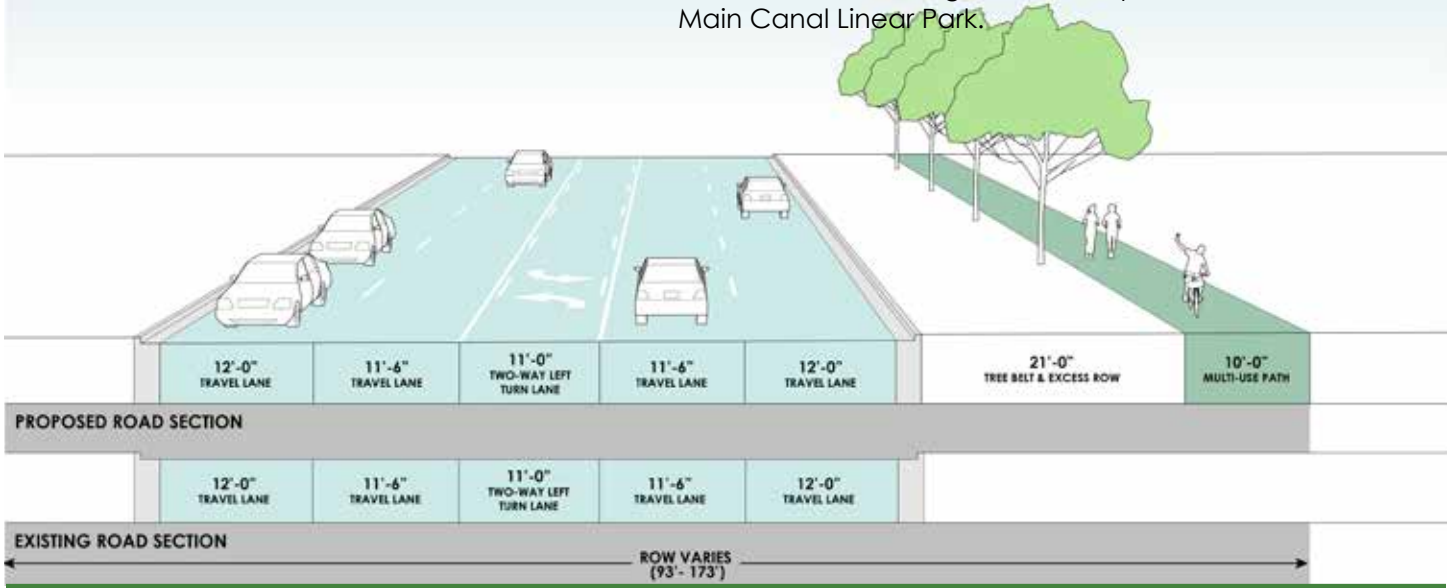 Main Canal Linear Park.
12'-0"
TRAVEL LANE
11'-6"
TRAVEL LANE
11'-0"
TWO-WAY LEFT
TURN LANE
11'-6"
TRAVEL LANE
12'-0"
TRAVEL LANE
21'-0"
TREE BELT & EXCESS ROW
10'-0"
MULTI-USE PATH
PROPOSED ROAD SECTION
12'-0"
TRAVEL LANE
11'-6"
TRAVEL LANE
11'-0"
TWO-WAY LEFT
TURN LANE
11'-6"
TRAVEL LANE
12'-0"
TRAVEL LANE
EXISTING ROAD SECTION
ROW VARIES
(93'- 173')